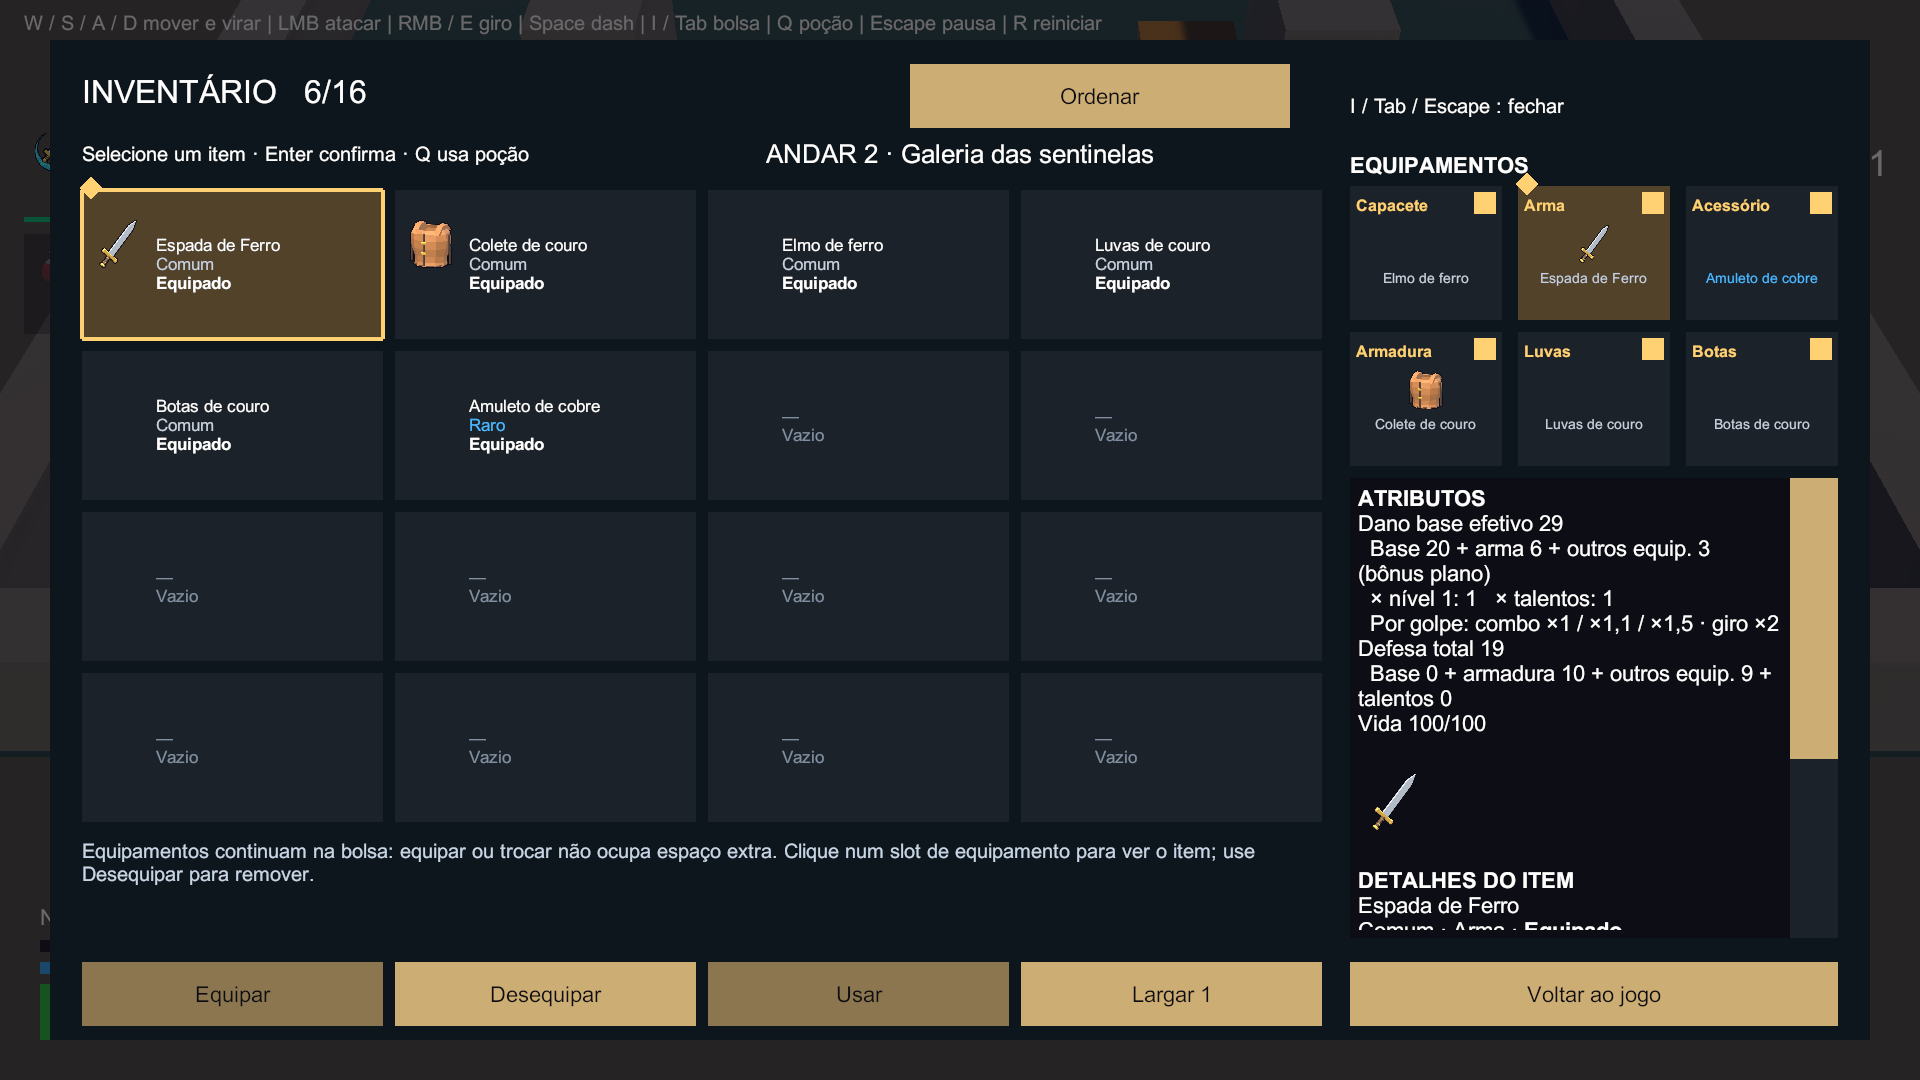 W / S / A / D mover e virar | LMB atacar | RMB / E giro | Space dash | I / Tab bolsa | Q poção | Escape pausa | R reiniciar
INVENTÁRIO 6/16
Ordenar
I / Tab / Escape : fechar
Selecione um item · Enter confirma · Q usa poção
ANDAR 2 · Galeria das sentinelas
1
Espada de Ferro
Comum
Equipado
Colete de couro
Comum
Equipado
Elmo de ferro
Comum
Equipado
Luvas de couro
Comum
Equipado
Botas de couro
Comum
Equipado
Amuleto de cobre
Raro
Equipado
—
Vazio
—
Vazio
—
Vazio
—
Vazio
—
Vazio
—
Vazio
—
Vazio
—
Vazio
—
Vazio
—
Vazio
Equipamentos continuam na bolsa: equipar ou trocar não ocupa espaço extra. Clique num slot de equipamento para ver o item; use
Desequipar para remover.
EQUIPAMENTOS
Capacete
Elmo de ferro
Arma
Espada de Ferro
Acessório
Amuleto de cobre
Armadura
Colete de couro
Luvas
Luvas de couro
Botas
Botas de couro
ATRIBUTOS
Dano base efetivo 29
Base 20 + arma 6 + outros equip. 3
(bônus plano)
× nível 1: 1 × talentos: 1
Por golpe: combo ×1 / ×1,1 / ×1,5 · giro ×2
Defesa total 19
Base 0 + armadura 10 + outros equip. 9 +
talentos 0
Vida 100/100
DETALHES DO ITEM
Espada de Ferro
Comum · Arma · Equipado
N
Equipar
Desequipar
Usar
Largar 1
Voltar ao jogo